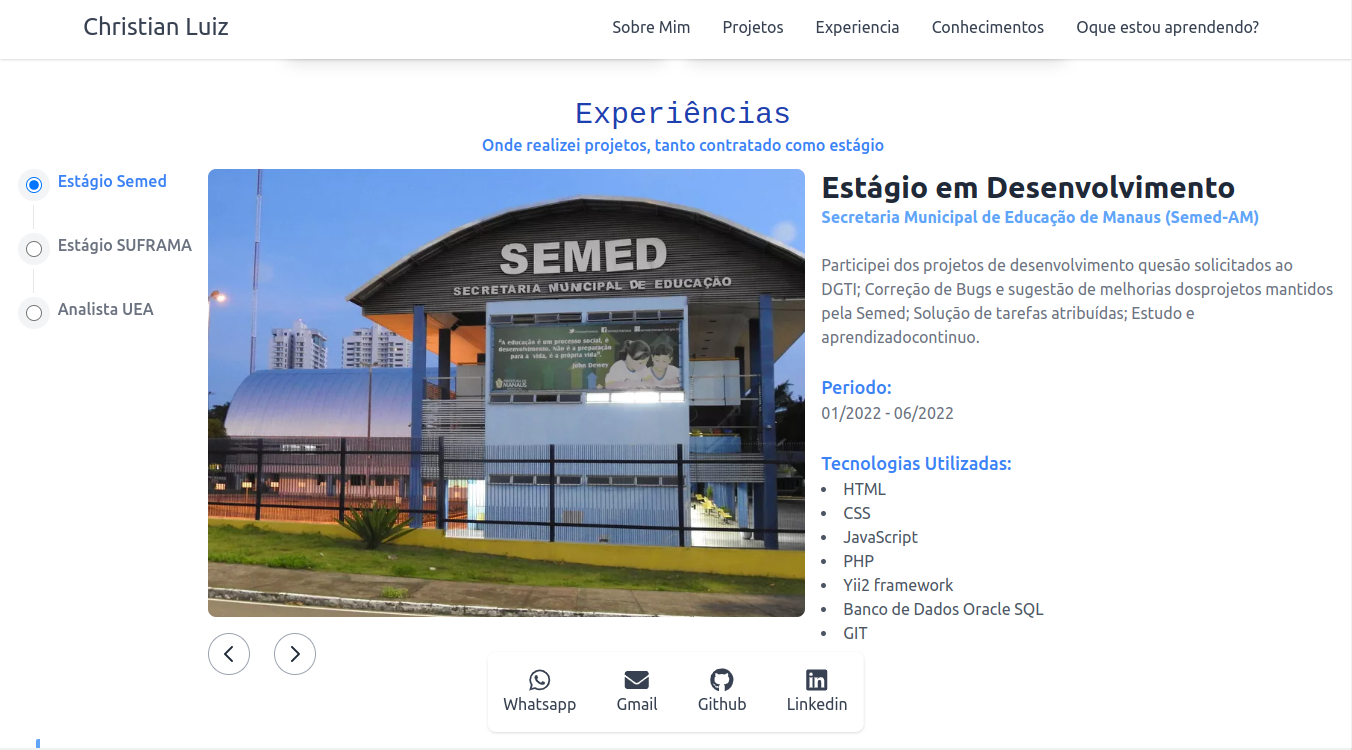 Christian Luiz
Sobre Mim
Projetos
Experiencia
Conhecimentos
Oque estou aprendendo?
Experiências
Onde realizei projetos, tanto contratado como estágio
Estágio Semed
Estágio SUFRAMA
Analista UEA
SEMED
SECRETARIA MUNICIPAL DE EDUCAÇÃO
"A educação é um processo social, é
desenvolvimento. Não é a preparação
para a vida, é a própria vida".
John Dewey
MANAUS
Estágio em Desenvolvimento
Secretaria Municipal de Educação de Manaus (Semed-AM)
Participei dos projetos de desenvolvimento quesão solicitados ao
DGTI; Correção de Bugs e sugestão de melhorias dosprojetos mantidos
pela Semed; Solução de tarefas atribuídas; Estudo e
aprendizadocontinuo.
Periodo:
01/2022 - 06/2022
Tecnologias Utilizadas:
HTML
CSS
JavaScript
PHP
Yii2 framework
Banco de Dados Oracle SQL
GIT
Whatsapp
Gmail
Github
Linkedin